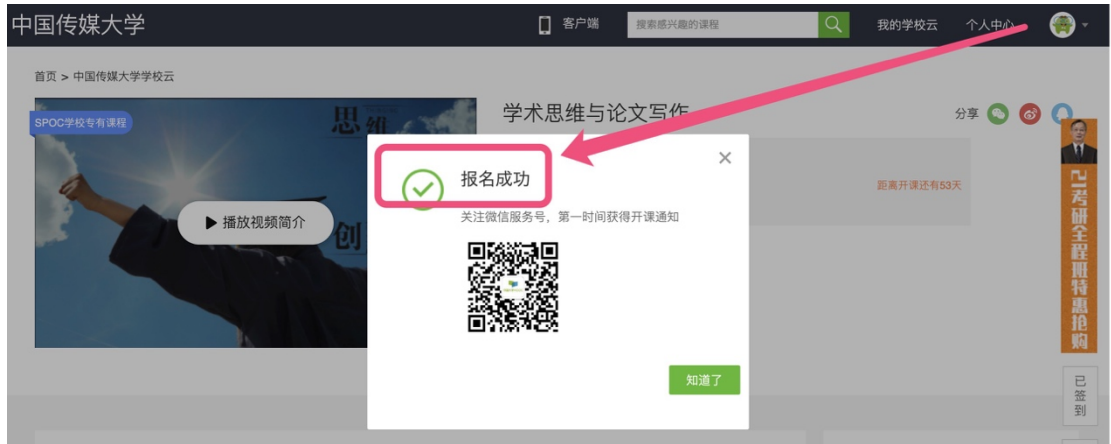 中国传媒大学
客户端
搜索感兴趣的课程
我的学校云
个人中心
首页 > 中国传媒大学学校云
SPOC学校专有课程
思维
创
播放视频简介
学术思维与论文写作
分享
距离开课还有53天
报名成功
关注微信服务号，第一时间获得开课通知
知道了
21考研全程班特惠抢购
已签到